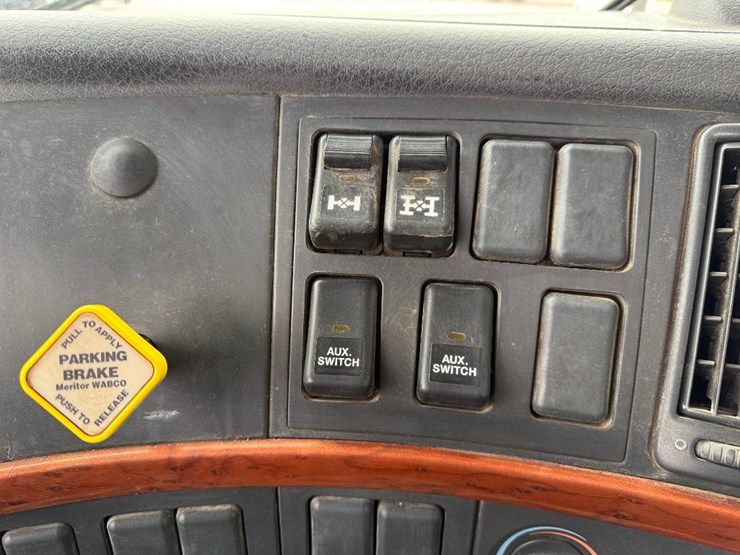 PULL TO APPLY
PARKING
BRAKE
Meritor WABCO
PUSH TO RELEASE
AUX.
SWITCH
AUX.
SWITCH